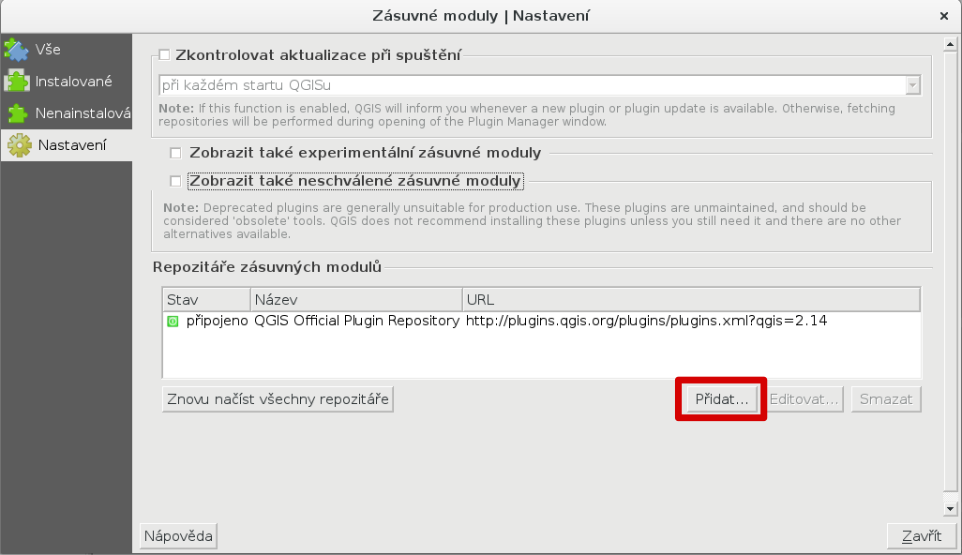 Zásuvné moduly | Nastavení
Vše
Instalované
Nenainstalová
Nastavení
Zkontrolovat aktualizace při spuštění
při každém startu QGISu
Note: If this function is enabled, QGIS will inform you whenever a new plugin or plugin update is available. Otherwise, fetching
repositories will be performed during opening of the Plugin Manager window.
Zobrazit také experimentální zásuvné moduly
Zobrazit také neschválené zásuvné moduly
Note: Deprecated plugins are generally unsuitable for production use. These plugins are unmaintained, and should be
considered 'obsolete' tools. QGIS does not recommend installing these plugins unless you still need it and there are no other
alternatives available.
Repozitáře zásuvných modulů
Stav Název URL
připojeno QGIS Official Plugin Repository http://plugins.qgis.org/plugins/plugins.xml?qgis=2.14
Znovu načíst všechny repozitáře Přidat... Editovat... Smazat
Nápověda Zavřít